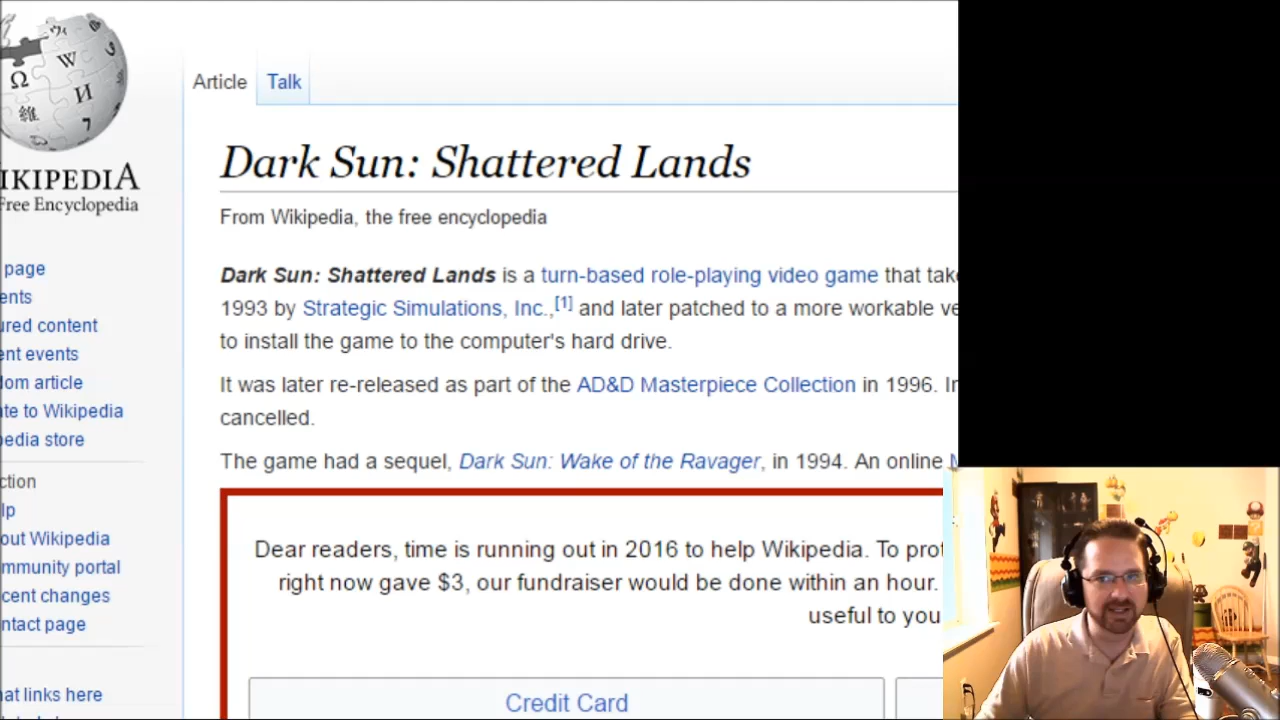 Article
Talk
IKIPEDIA
Free Encyclopedia
Dark Sun: Shattered Lands
From Wikipedia, the free encyclopedia
page
ents
ured content
ent events
dom article
ate to Wikipedia
pedia store
ction
lp
out Wikipedia
mmunity portal
cent changes
ntact page
hat links here
Dark Sun: Shattered Lands is a turn-based role-playing video game that take
1993 by Strategic Simulations, Inc.,[1] and later patched to a more workable ve
to install the game to the computer's hard drive.
It was later re-released as part of the AD&D Masterpiece Collection in 1996. In
cancelled.
The game had a sequel, Dark Sun: Wake of the Ravager, in 1994. An online
Dear readers, time is running out in 2016 to help Wikipedia. To prot
right now gave $3, our fundraiser would be done within an hour.
useful to you
Credit Card